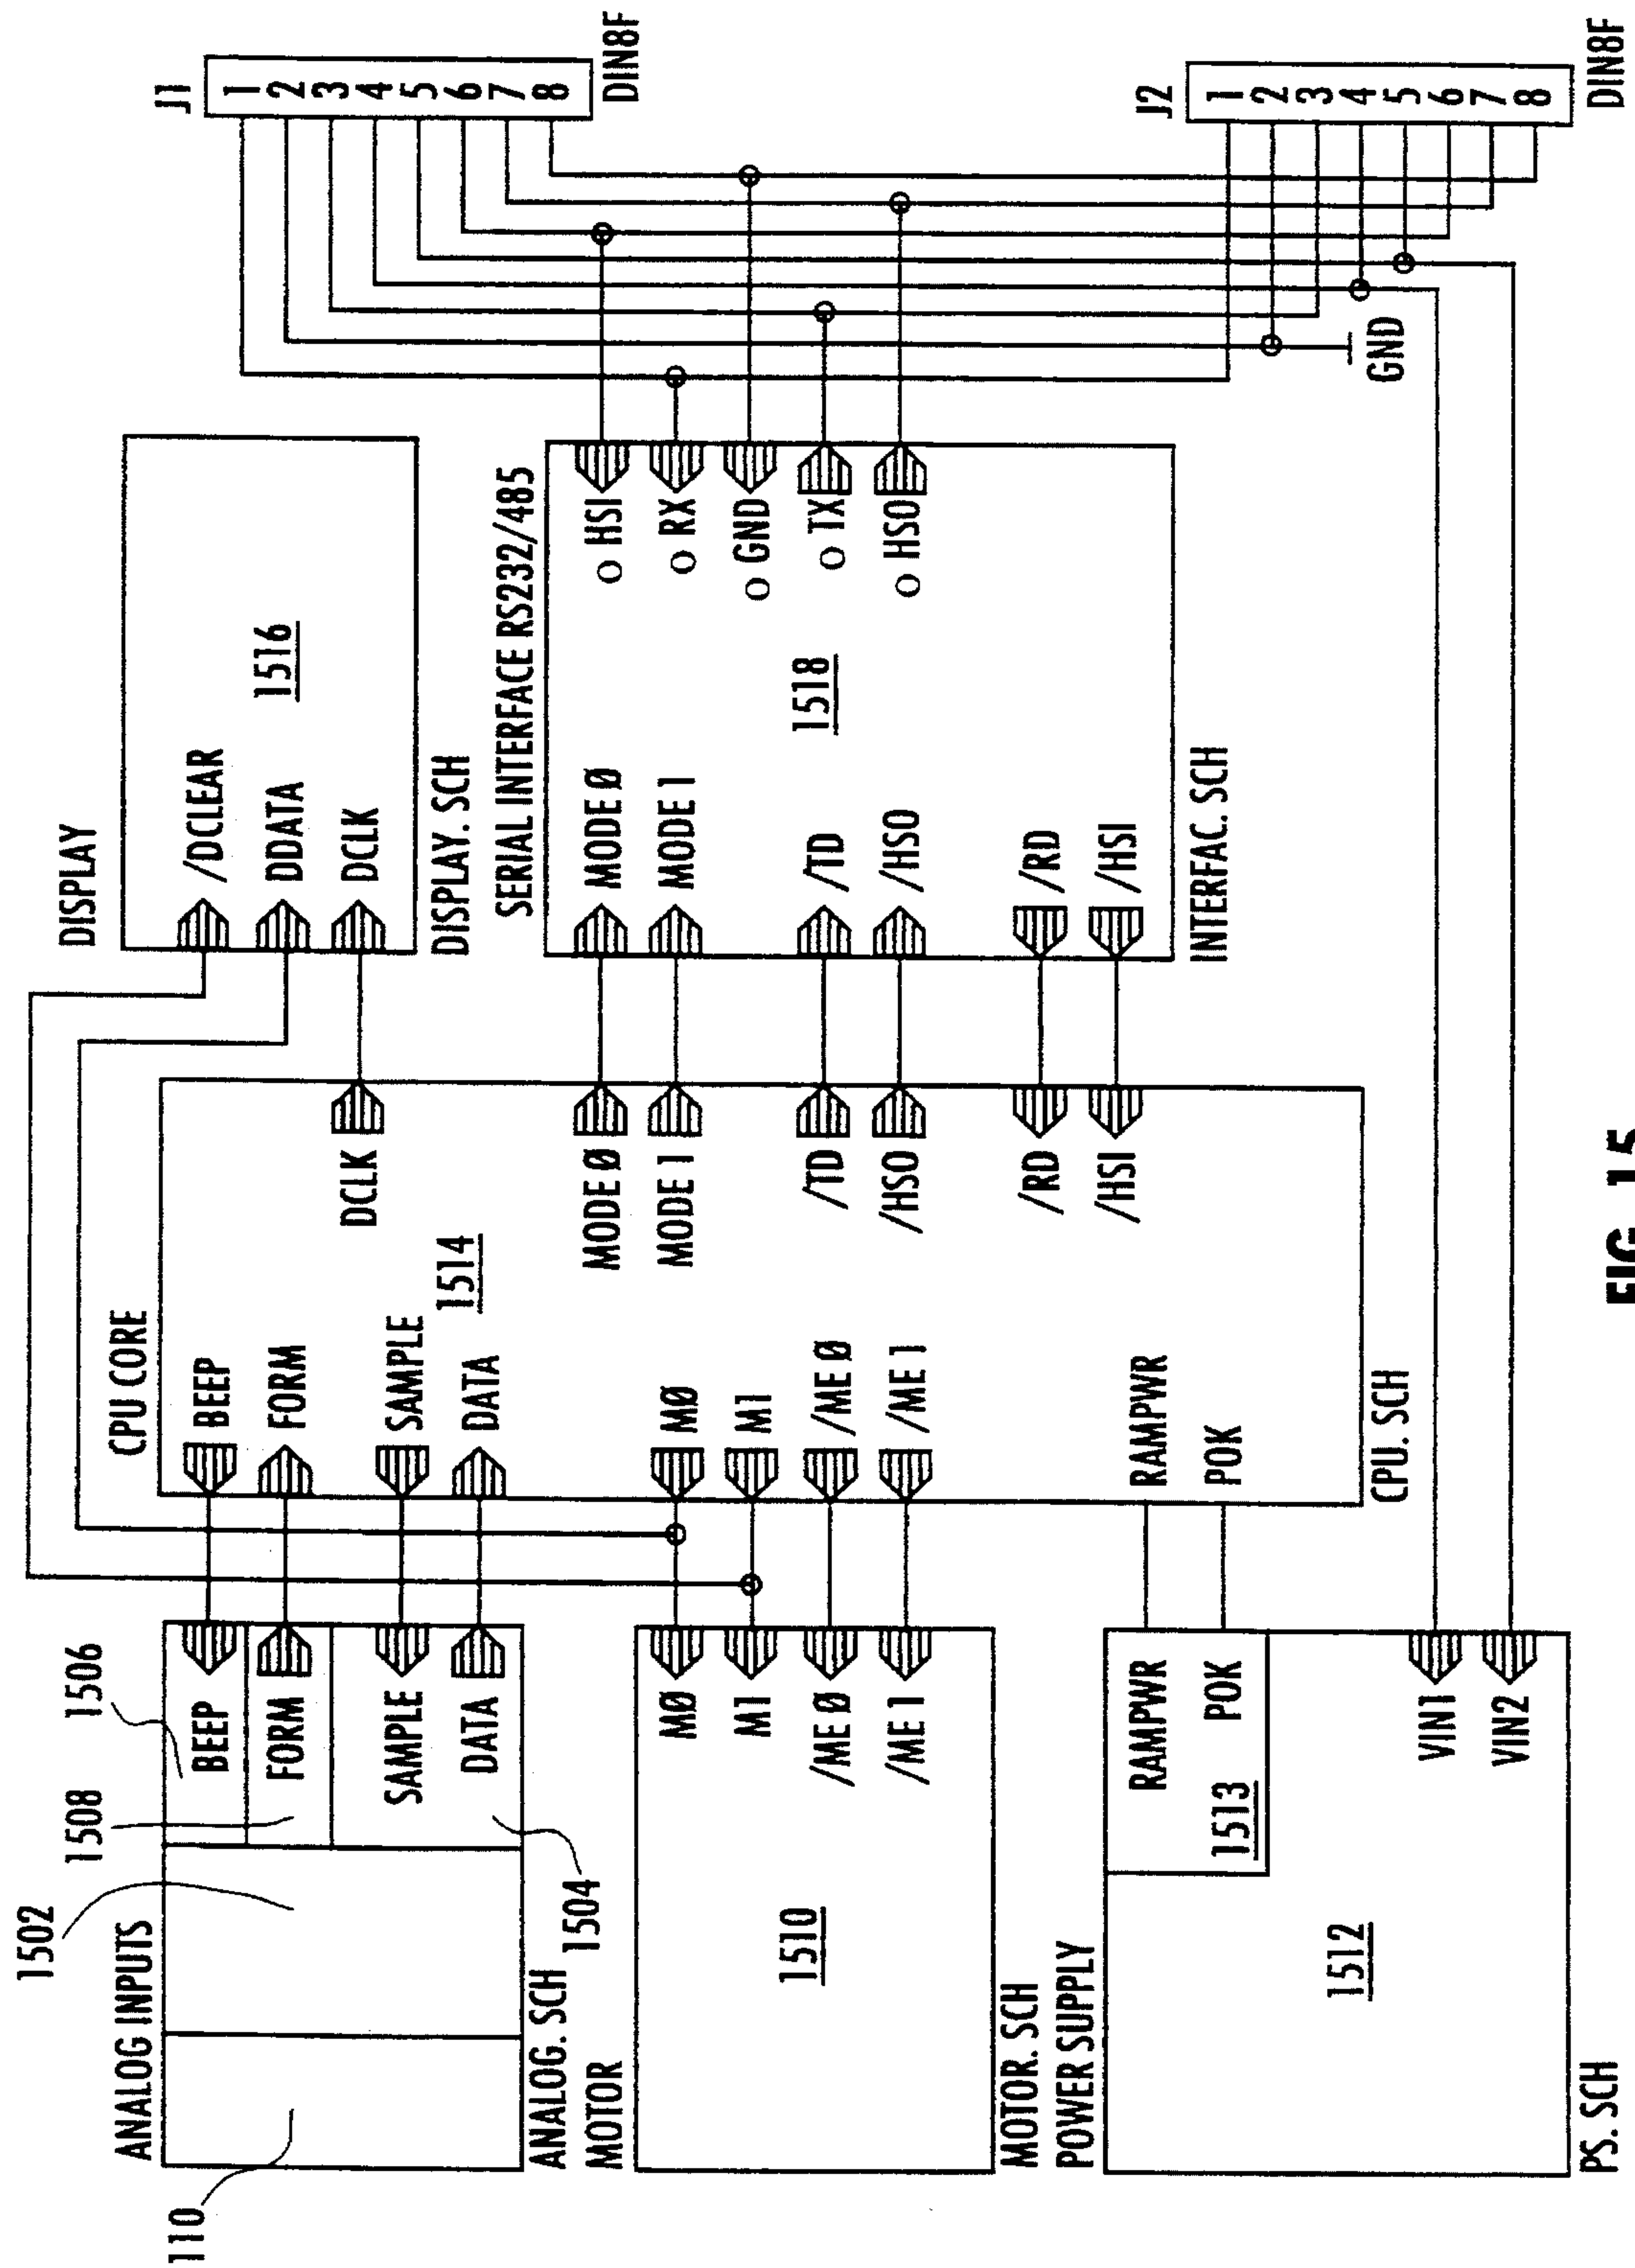 110
1502
1508
1506
ANALOG INPUTS
BEEP
FORM
SAMPLE
DATA
1504
ANALOG. SCH
MOTOR
MØ
M1
/ME Ø
/ME 1
1510
MOTOR. SCH
POWER SUPPLY
RAMPWR
POK
1513
1512
VIN1
VIN2
PS. SCH
CPU CORE
BEEP
FORM
SAMPLE
DATA
1514
MØ
M1
/ME Ø
/ME 1
RAMPWR
POK
DCLK
MODE Ø
MODE 1
/TD
/HSO
/RD
/HSI
CPU. SCH
DISPLAY
/DCLEAR
DDATA
DCLK
1516
DISPLAY. SCH
SERIAL INTERFACE RS232/485
MODE Ø
MODE 1
/TD
/HSO
/RD
/HSI
1518
O HSI
O RX
O GND
O TX
O HSO
INTERFAC. SCH
J1
1
2
3
4
5
6
7
8
DIN8F
GND
J2
1
2
3
4
5
6
7
8
DIN8F
FIG. 15